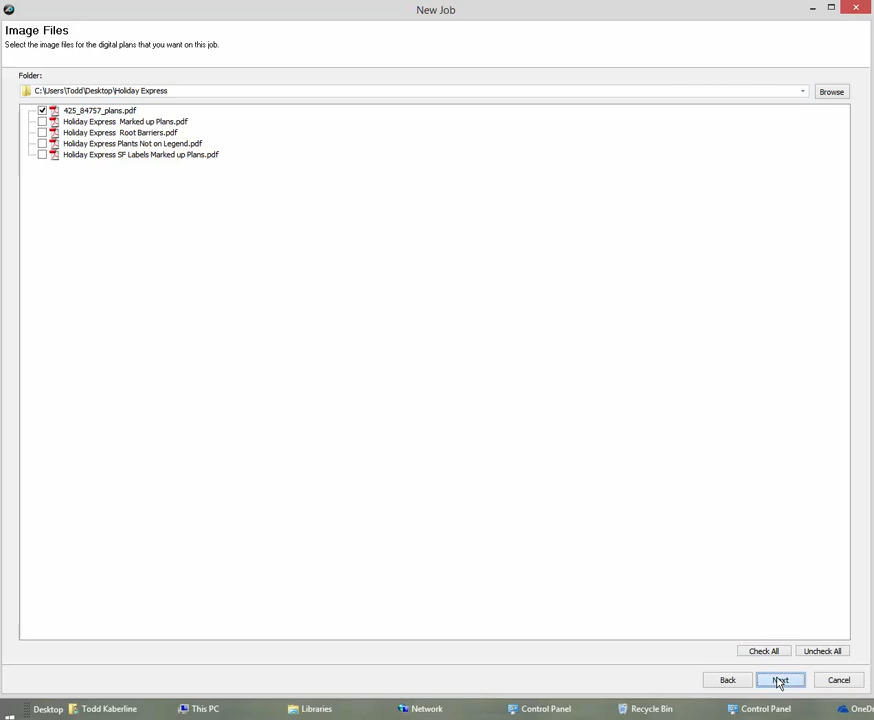 New Job
Image Files
Select the image files for the digital plans that you want on this job.
Folder:
C:\Users\Todd\Desktop\Holiday Express
Browse
425_84757_plans.pdf
Holiday Express  Marked up Plans.pdf
Holiday Express  Root Barriers.pdf
Holiday Express Plants Not on Legend.pdf
Holiday Express SF Labels Marked up Plans.pdf
Check All
Uncheck All
Back
Next
Cancel
Desktop
Todd Kaberline
This PC
Libraries
Network
Control Panel
Recycle Bin
Control Panel